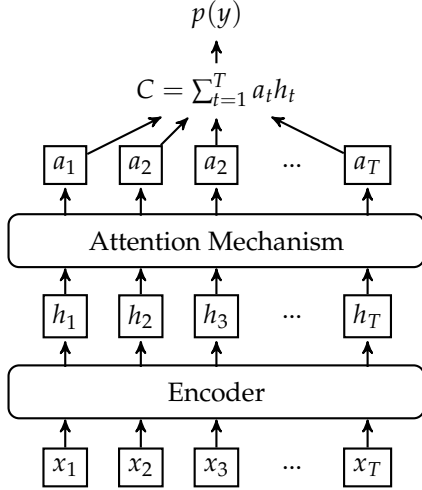 p(y)
C = ∑_{t=1}^{T} a_t h_t
a_1 a_2 a_2 ... a_T
Attention Mechanism
h_1 h_2 h_3 ... h_T
Encoder
x_1 x_2 x_3 ... x_T